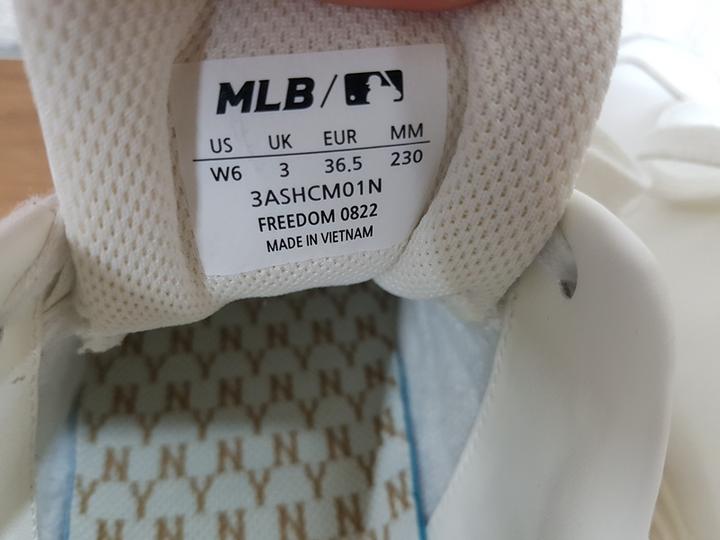 MLB /
US UK EUR MM
W6 3 36.5 230
3ASHCM01N
FREEDOM 0822
MADE IN VIETNAM
N N N N N
Y Y Y Y Y
N N N N
Y Y Y Y Y
N N N
Y Y Y Y
N N N